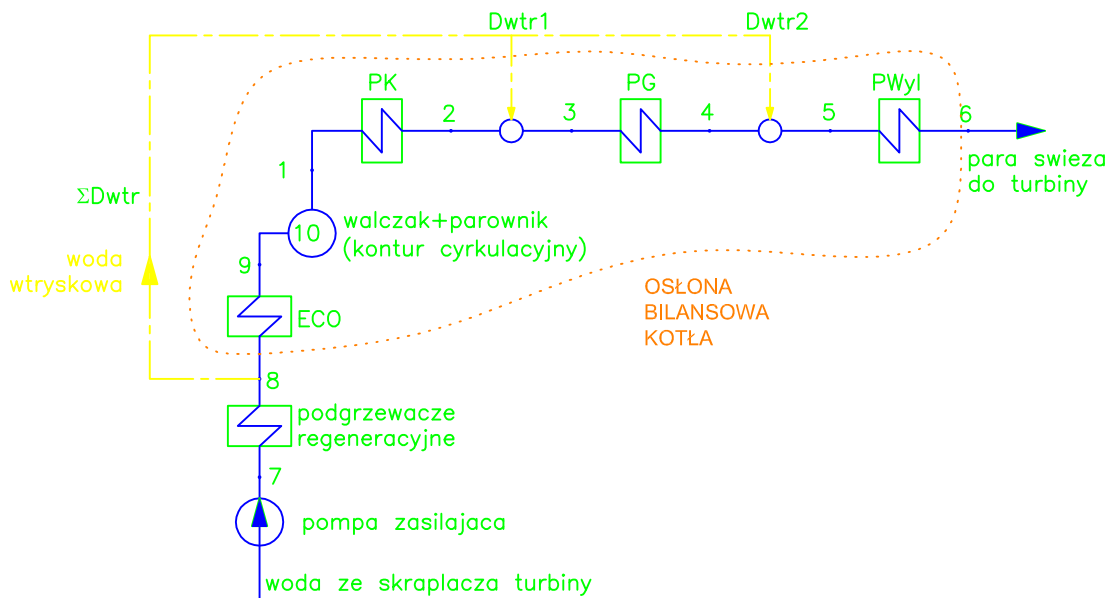 Dwtr1
Dwtr2
PK
PG
PWyl
2
3
4
5
6
1
para swieza
do turbiny
ΣDwtr
walczak+parownik
(kontur cyrkulacyjny)
10
woda
wtryskowa
9
OSŁONA
BILANSOWA
KOTŁA
ECO
8
podgrzewacze
regeneracyjne
7
pompa zasilajaca
woda ze skraplacza turbiny